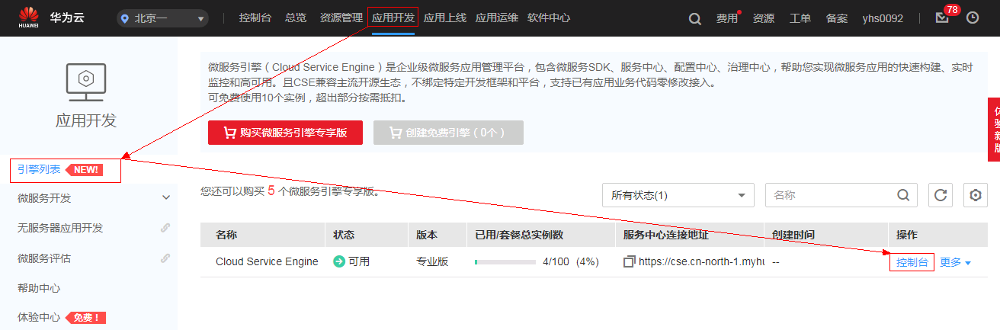 HUAWEI 华为云 北京一 控制台 总览 资源管理 应用开发 应用上线 应用运维 软件中心 费用 资源 工单 备案 yhs0092 78
应用开发
引擎列表 NEW!
微服务开发
无服务器应用开发
微服务评估
帮助中心
体验中心 免费！
微服务引擎（Cloud Service Engine）是企业级微服务应用管理平台，包含微服务SDK、服务中心、配置中心、治理中心，帮助您实现微服务应用的快速构建、实时
监控和高可用。且CSE兼容主流开源生态，不绑定特定开发框架和平台，支持已有应用业务代码零修改接入。
可免费使用10个实例，超出部分按需抵扣。
购买微服务引擎专享版 创建免费引擎（0个）
体验新版
您还可以购买 5 个微服务引擎专享版。 所有状态(1) 名称
名称 状态 版本 已用/套餐总实例数 服务中心连接地址 创建时间 操作
Cloud Service Engine 可用 专业版 4/100 (4%) https://cse.cn-north-1.myhu -- 控制台 更多